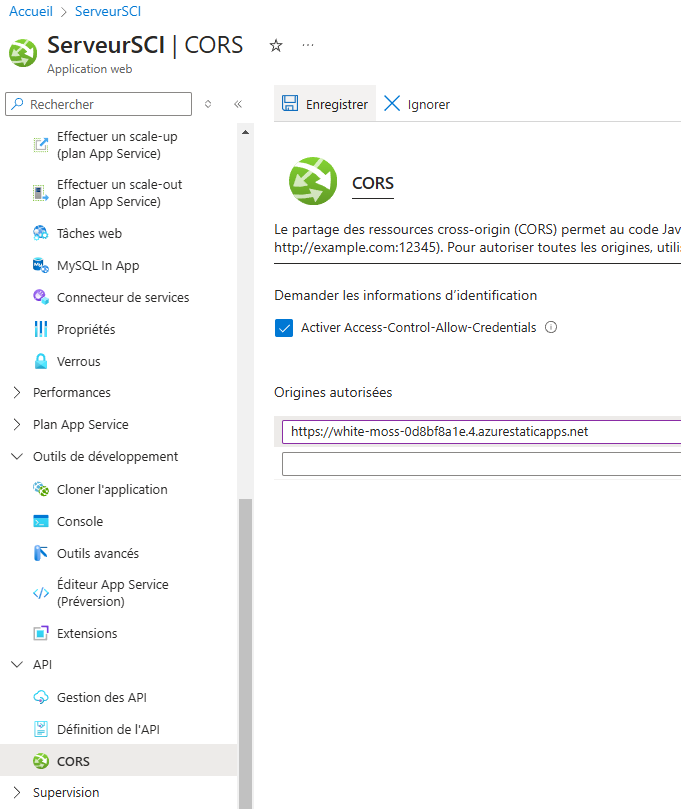 Accueil > ServeurSCI
ServeurSCI | CORS
Application web
Rechercher
Effectuer un scale-up
(plan App Service)
Effectuer un scale-out
(plan App Service)
Tâches web
MySQL In App
Connecteur de services
Propriétés
Verrous
Performances
Plan App Service
Outils de développement
Cloner l'application
Console
Outils avancés
Éditeur App Service
(Préversion)
Extensions
API
Gestion des API
Définition de l'API
CORS
Supervision
Enregistrer
Ignorer
CORS
Le partage des ressources cross-origin (CORS) permet au code Jav
http://example.com:12345). Pour autoriser toutes les origines, utilis
Demander les informations d’identification
Activer Access-Control-Allow-Credentials
Origines autorisées
https://white-moss-0d8bf8a1e.4.azurestaticapps.net